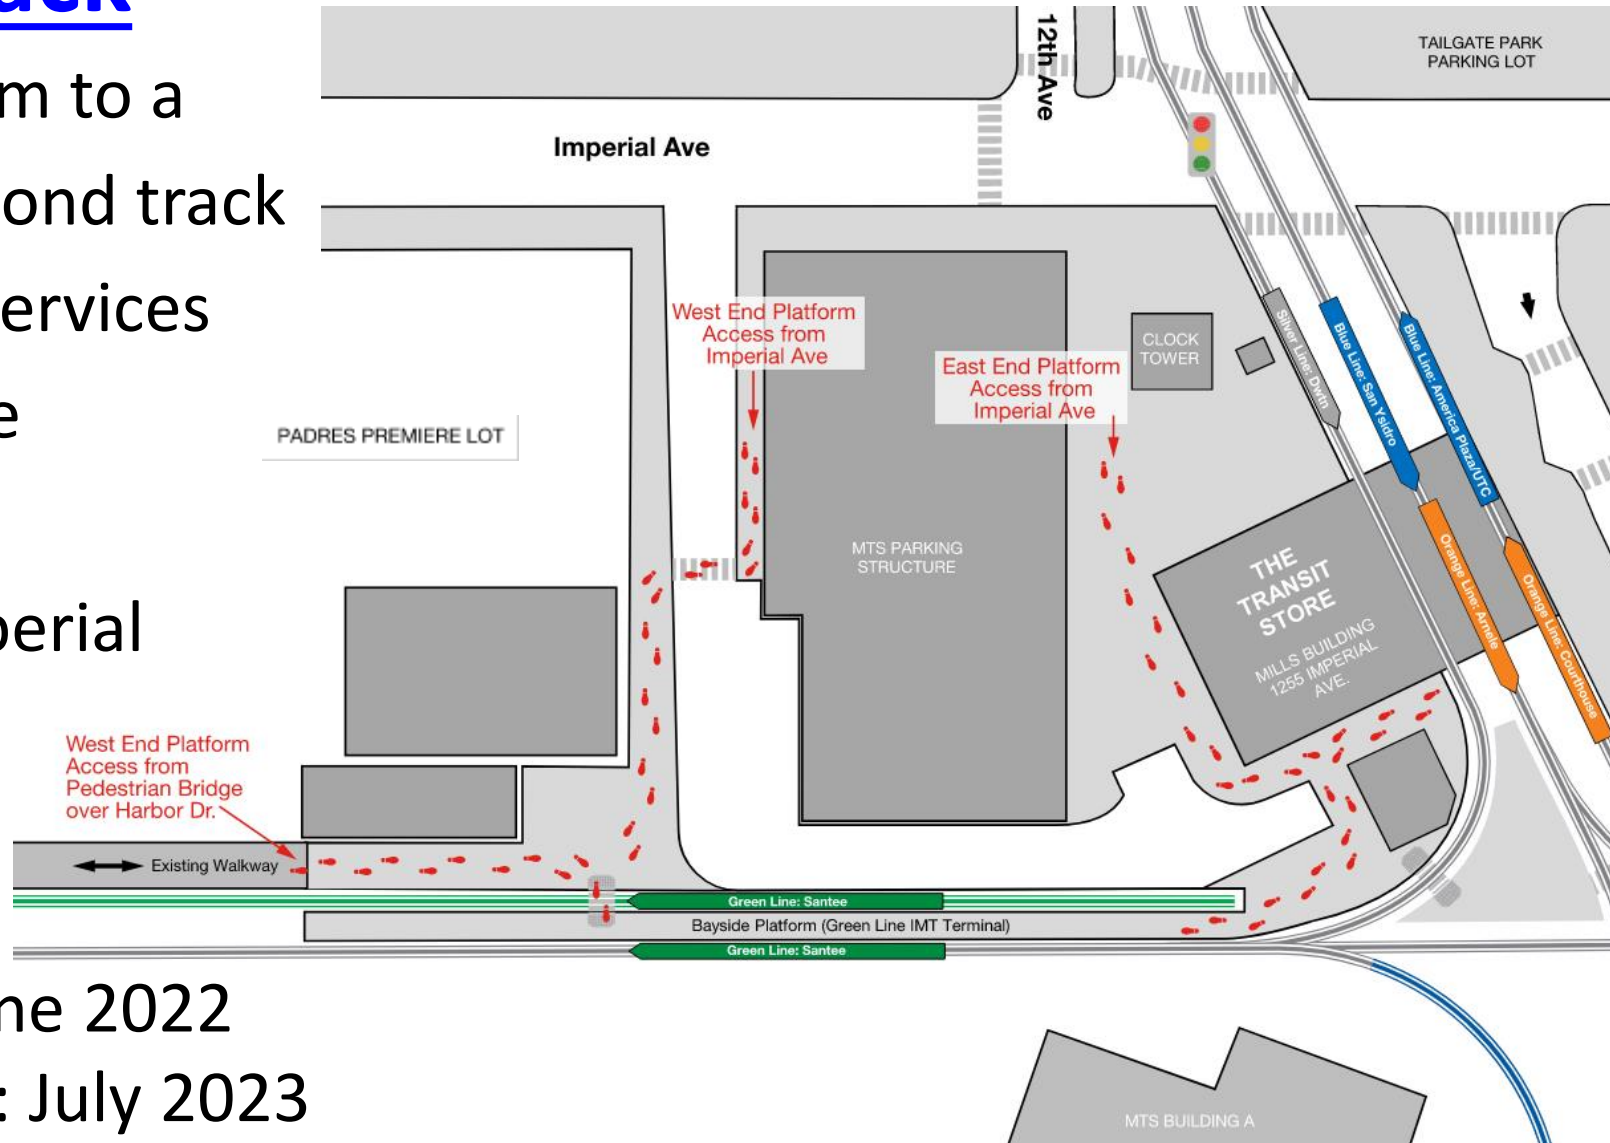 m to a
ond track
ervices
e
perial
ne 2022
: July 2023
Imperial Ave
12th Ave
TAILGATE PARK
PARKING LOT
West End Platform
Access from
Imperial Ave
East End Platform
Access from
Imperial Ave
CLOCK
TOWER
Silver Line: Dwtn
Blue Line: San Ysidro
Blue Line: America Plaza/UTC
PADRES PREMIERE LOT
MTS PARKING
STRUCTURE
THE
TRANSIT
STORE
MILLS BUILDING
1255 IMPERIAL
AVE.
Orange Line: Arnele
Orange Line: Courthouse
West End Platform
Access from
Pedestrian Bridge
over Harbor Dr.
Existing Walkway
Green Line: Santee
Bayside Platform (Green Line IMT Terminal)
Green Line: Santee
MTS BUILDING A